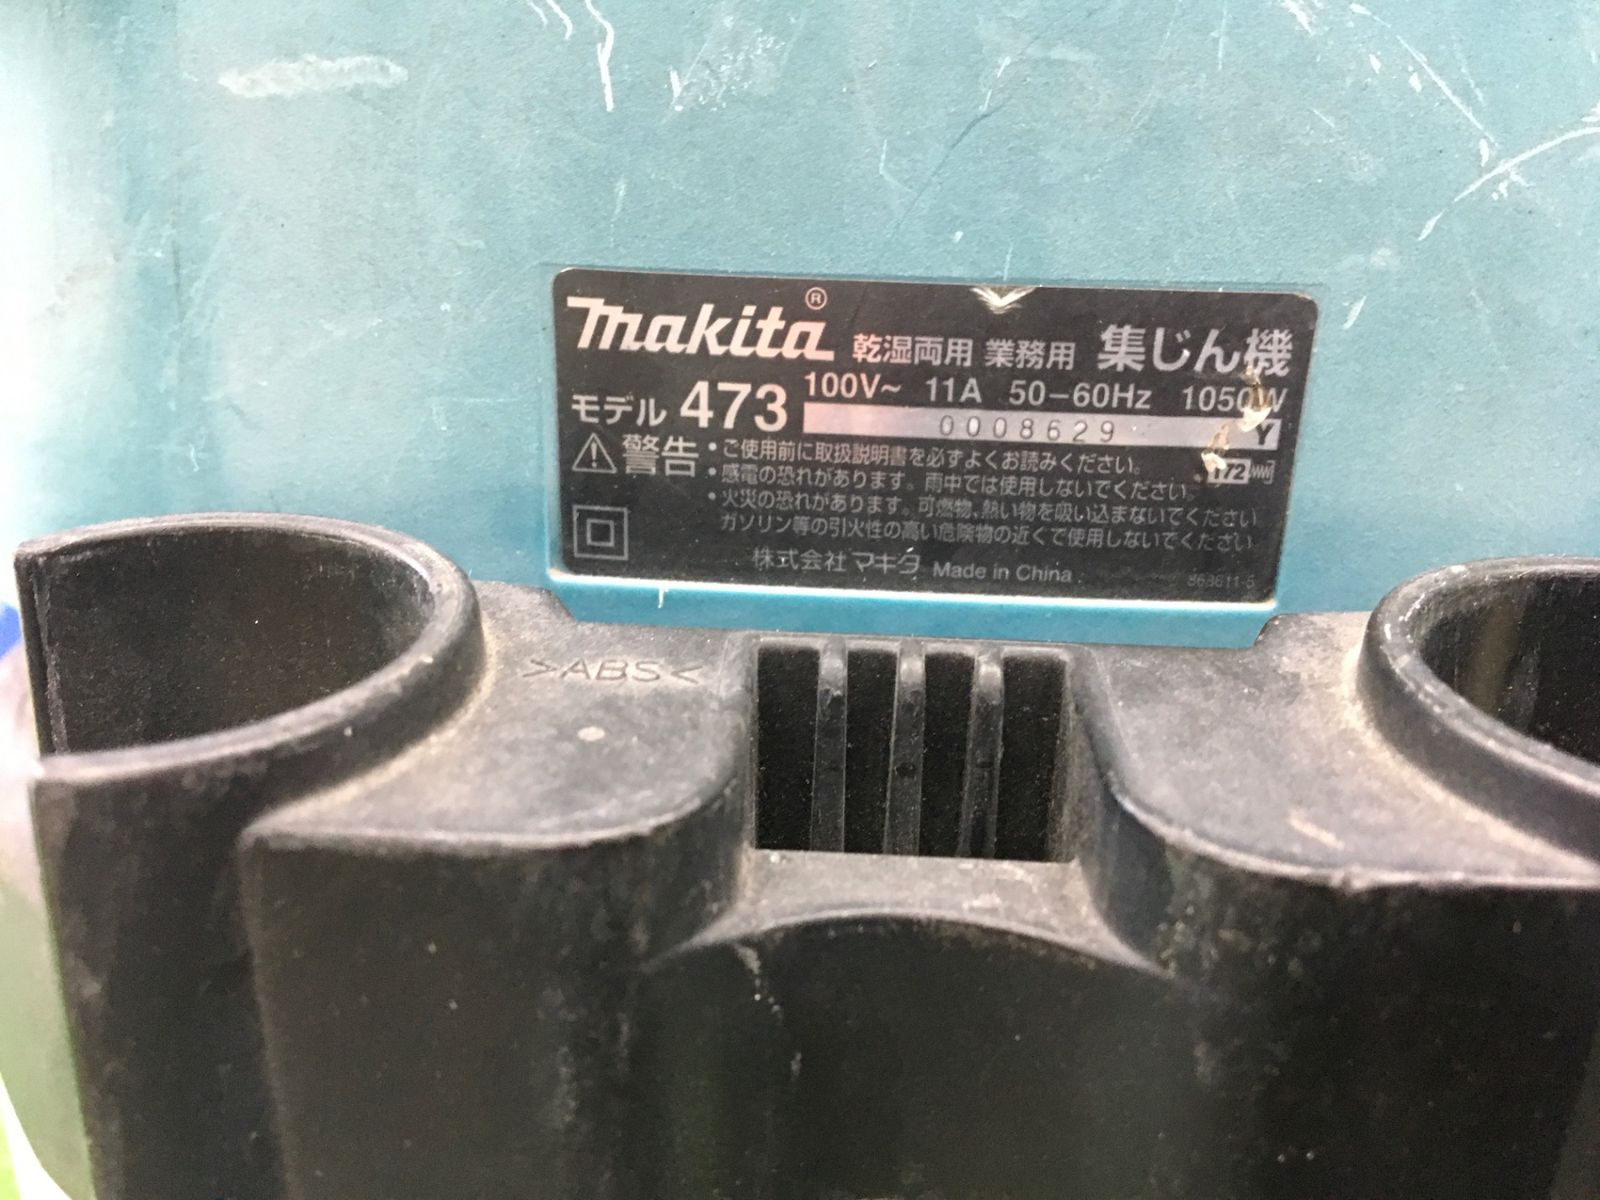 makita®
乾湿両用 業務用 集じん機
モデル 473 100V~ 11A 50-60Hz 1050W
0008629 Y
警告 ・ご使用前に取扱説明書を必ずよくお読みください。
・感電の恐れがあります。雨中では使用しないでください。
・火災の恐れがあります。可燃物、熱い物を吸い込まないでください
ガソリン等の引火性の高い危険物の近くで使用しないでください
株式会社 マキタ Made in China
>ABS<